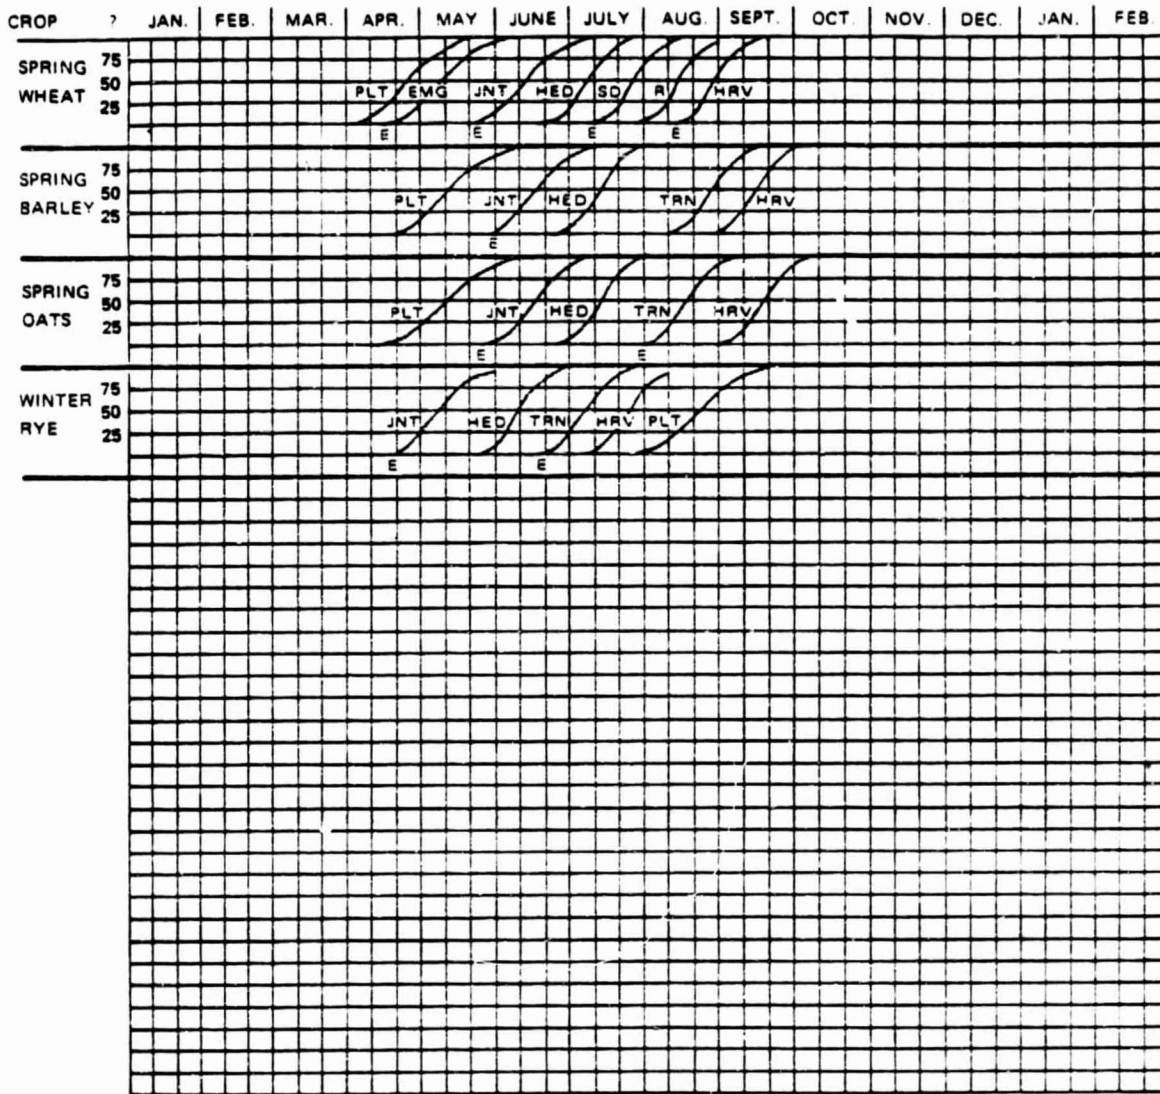 CROP ? JAN. FEB. MAR. APR. MAY JUNE JULY AUG. SEPT. OCT. NOV. DEC. JAN. FEB.
SPRING WHEAT
75
50
25
PLT EMG JNT HED SD R HRV
E E E E
SPRING BARLEY
75
50
25
PLT JNT HED TRN HRV
E
SPRING OATS
75
50
25
PLT JNT HED TRN HRV
E E
WINTER RYE
75
50
25
JNT HED TRN HRV PLT
E E